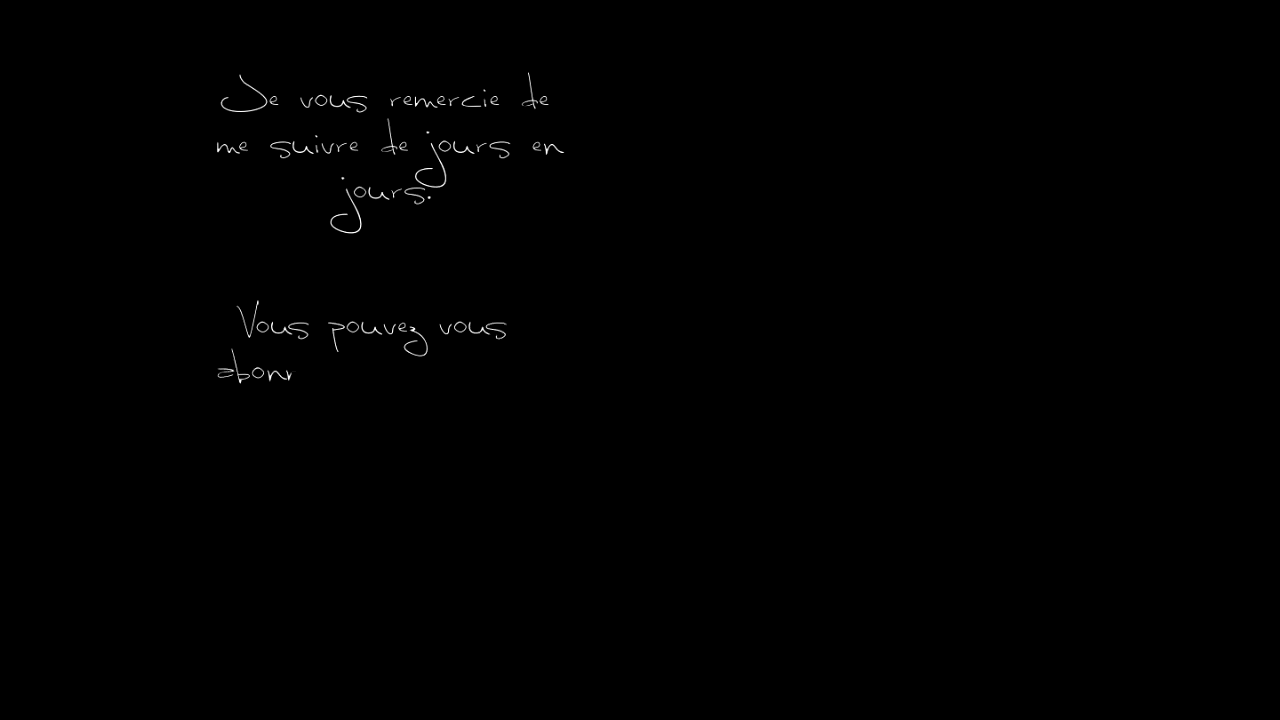 Je vous remercie de
me suivre de jours en
jours.
Vous pouvez vous
abonn